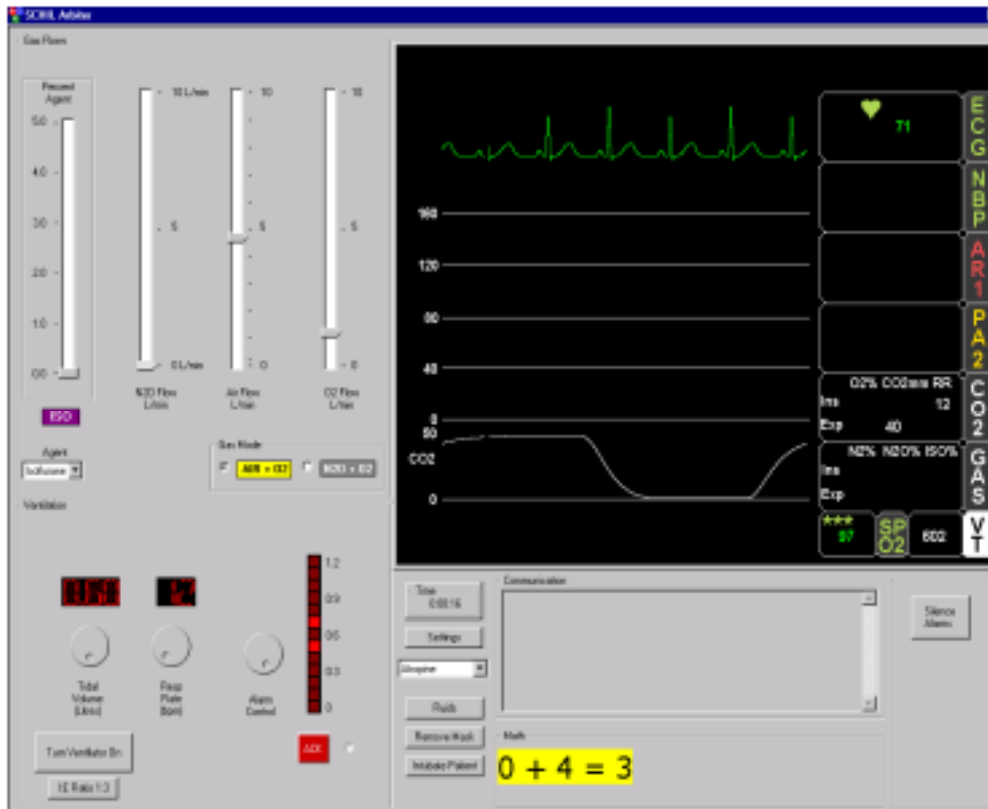 SCHIL Arbiter
Gas Flows
Percent
Agent
5.0
4.0
3.0
2.0
1.0
0.0
10 L/min
5
0 L/min
N2O Flow
L/min
10
5
0
Air Flow
L/min
10
5
0
O2 Flow
L/min
ISO
Agent
Isoflurane
Gas Mode
AIR + O2
N2O + O2
Ventilation
Tidal
Volume
(Litres)
Resp
Rate
(bpm)
Alarm
Control
1.2
0.9
0.6
0.3
0
ACK
Turn Ventilator On
I:E Ratio 1:3
160
120
80
40
0
50
CO2
0
71
ECG
NBP
AR1
PA2
O2% CO2mm RR
Ins 12
Exp 40
CO2
N2% N2O% ISO%
Ins
Exp
GAS
***
97
SPO2
602
VT
Time
0:00:16
Settings
Atropine
Fluids
Remove Mask
Intubate Patient
Communication
Math
0 + 4 = 3
Silence
Alarms